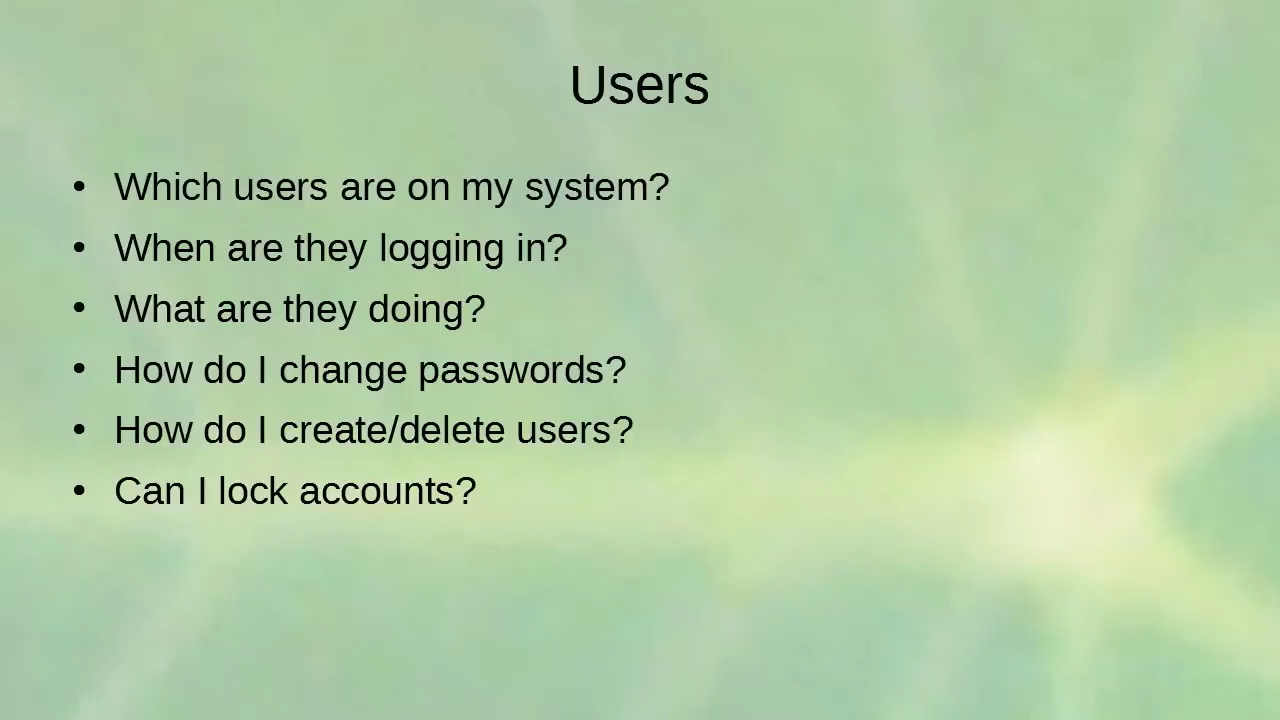 Users
• Which users are on my system?
• When are they logging in?
• What are they doing?
• How do I change passwords?
• How do I create/delete users?
• Can I lock accounts?